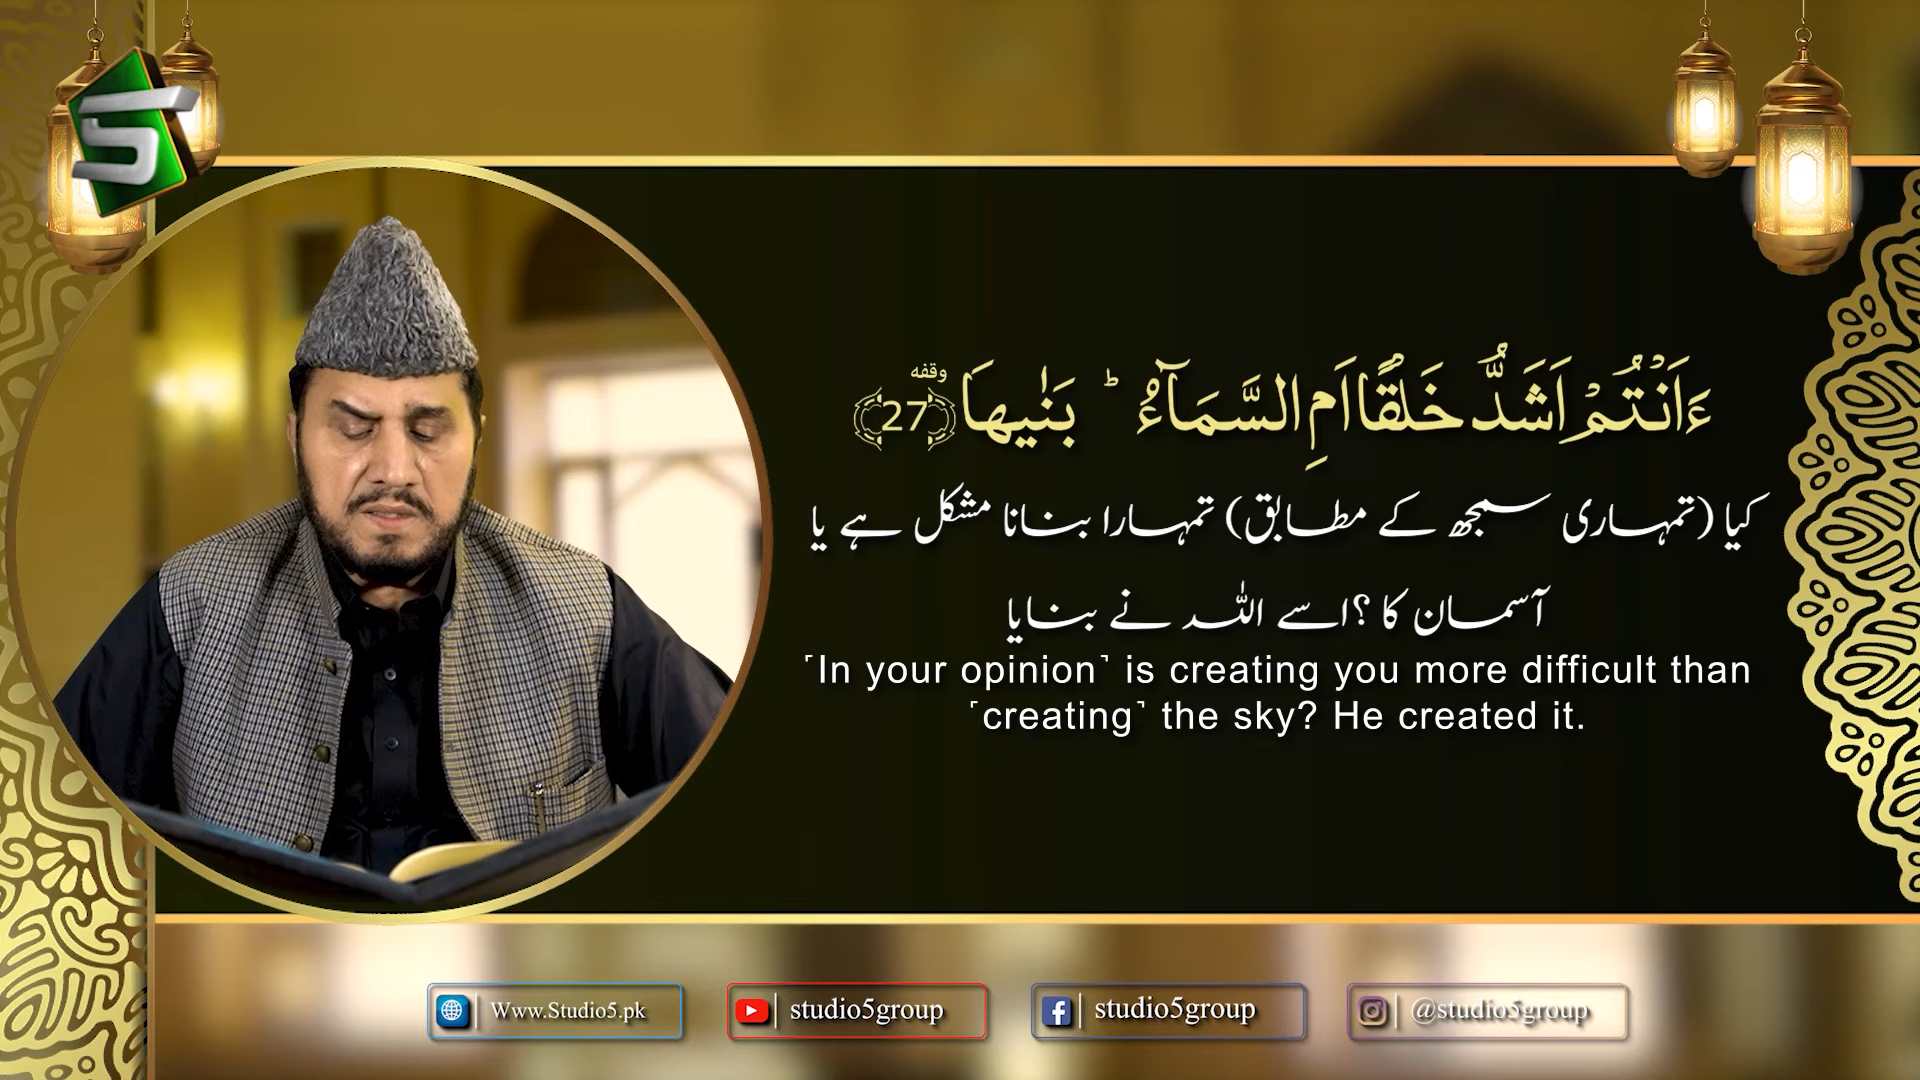 ءَاَنْتُمْ اَشَدُّ خَلْقًا اَمِ السَّمَآءُ ؕ بَنٰىهَا ﴿27﴾ وقفه
کیا (تمہاری سمجھ کے مطابق) تمہارا بنانا مشکل ہے یا
آسمان کا ؟اسے اللہ نے بنایا
˹In your opinion˺ is creating you more difficult than
˹creating˺ the sky? He created it.
Www.Studio5.pk
studio5group
studio5group
@studio5group